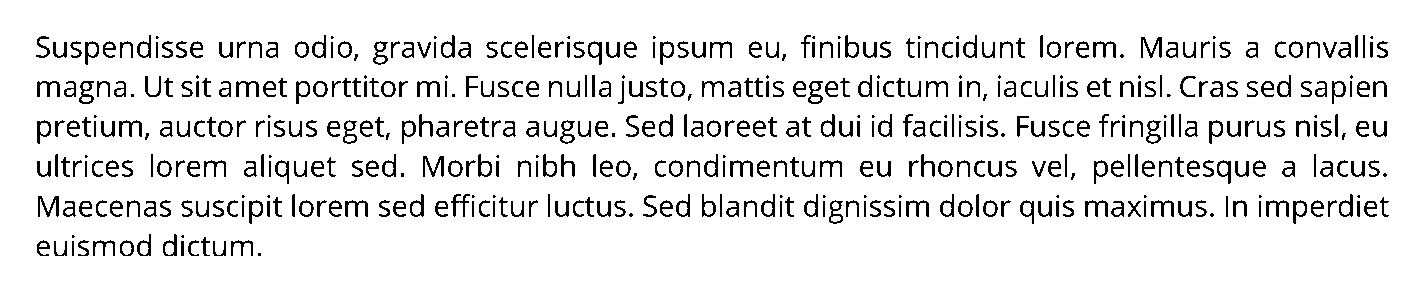 Suspendisse urna odio, gravida scelerisque ipsum eu, finibus tincidunt lorem. Mauris a convallis
magna. Ut sit amet porttitor mi. Fusce nulla justo, mattis eget dictum in, iaculis et nisl. Cras sed sapien
pretium, auctor risus eget, pharetra augue. Sed laoreet at dui id facilisis. Fusce fringilla purus nisl, eu
ultrices lorem aliquet sed. Morbi nibh leo, condimentum eu rhoncus vel, pellentesque a lacus.
Maecenas suscipit lorem sed efficitur luctus. Sed blandit dignissim dolor quis maximus. In imperdiet
euismod dictum.